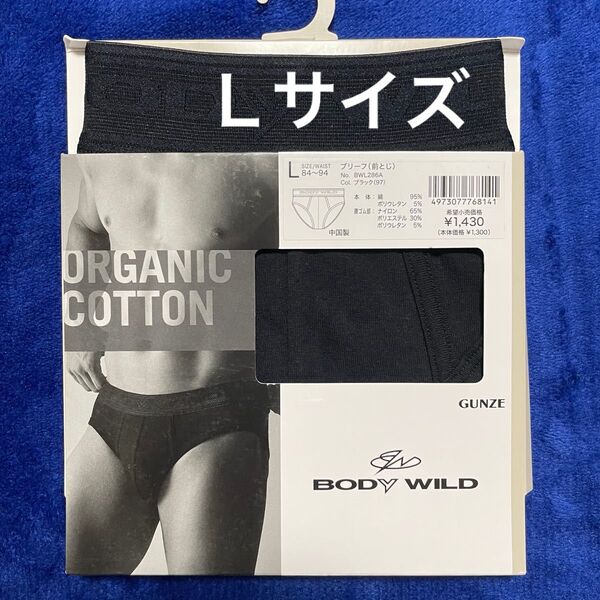 Lサイズ
L SIZE/WAIST 84〜94
ブリーフ(前とじ)
No. BWL286A
Col. ブラック(97)
本体:綿 95%
ポリウレタン 5%
腰ゴム部:ナイロン 65%
ポリエステル 30%
ポリウレタン 5%
中国製
4973077768141
希望小売価格
¥1,430
(本体価格 ¥1,300)
ORGANIC
COTTON
GUNZE
BODY WILD